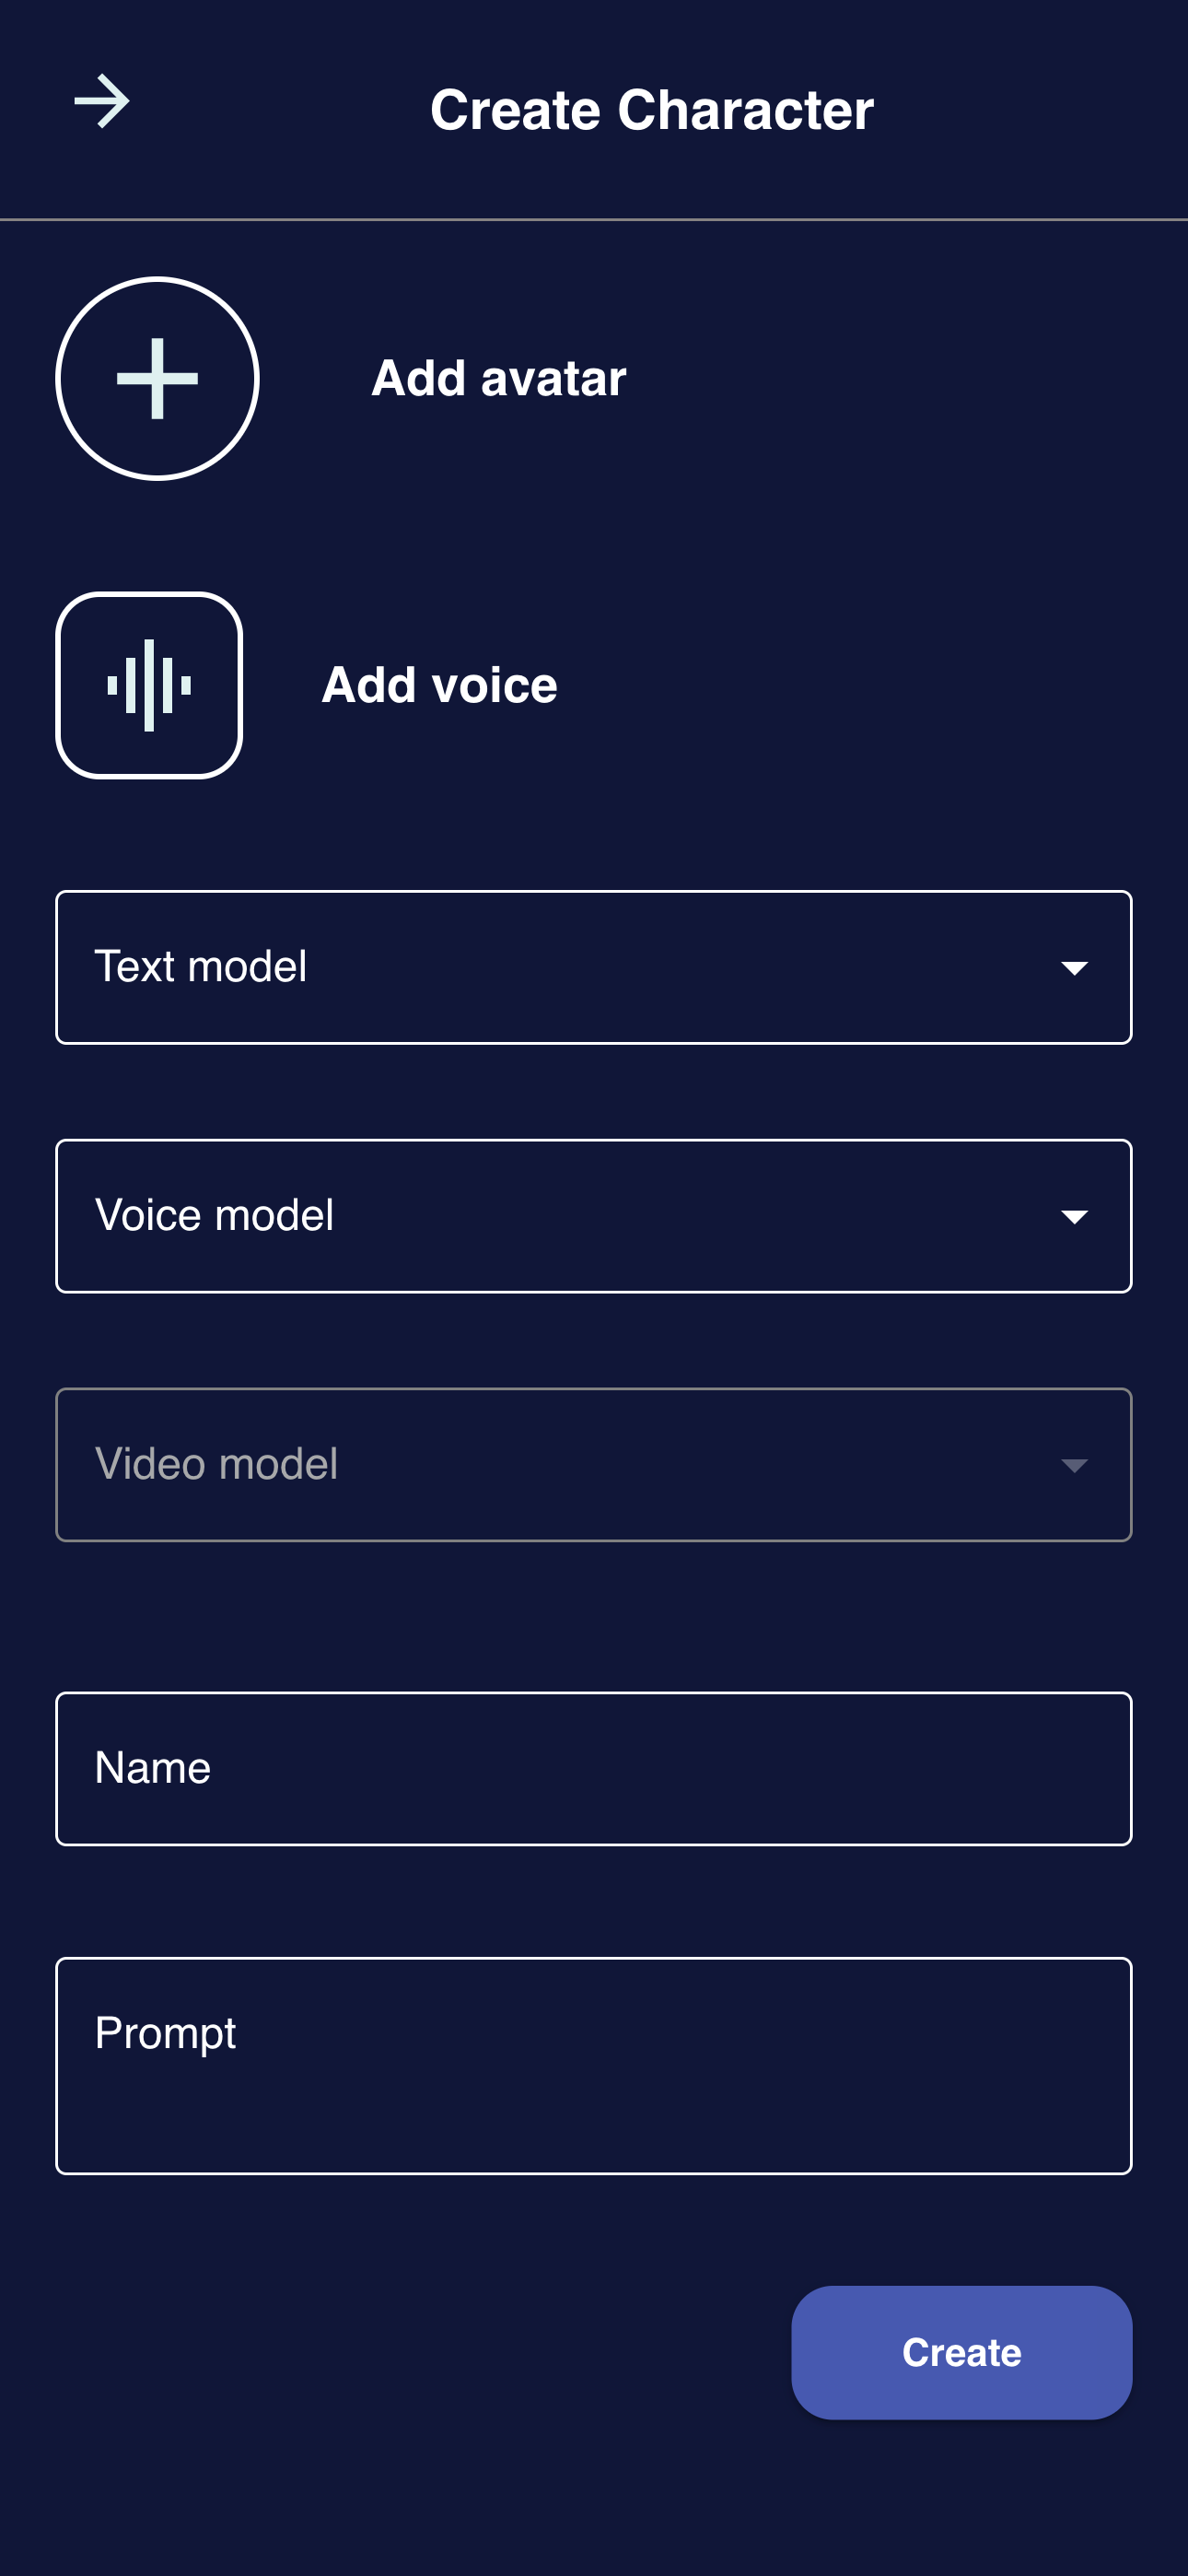 Create Character
Add avatar
Add voice
Text model
Voice model
Video model
Name
Prompt
Create